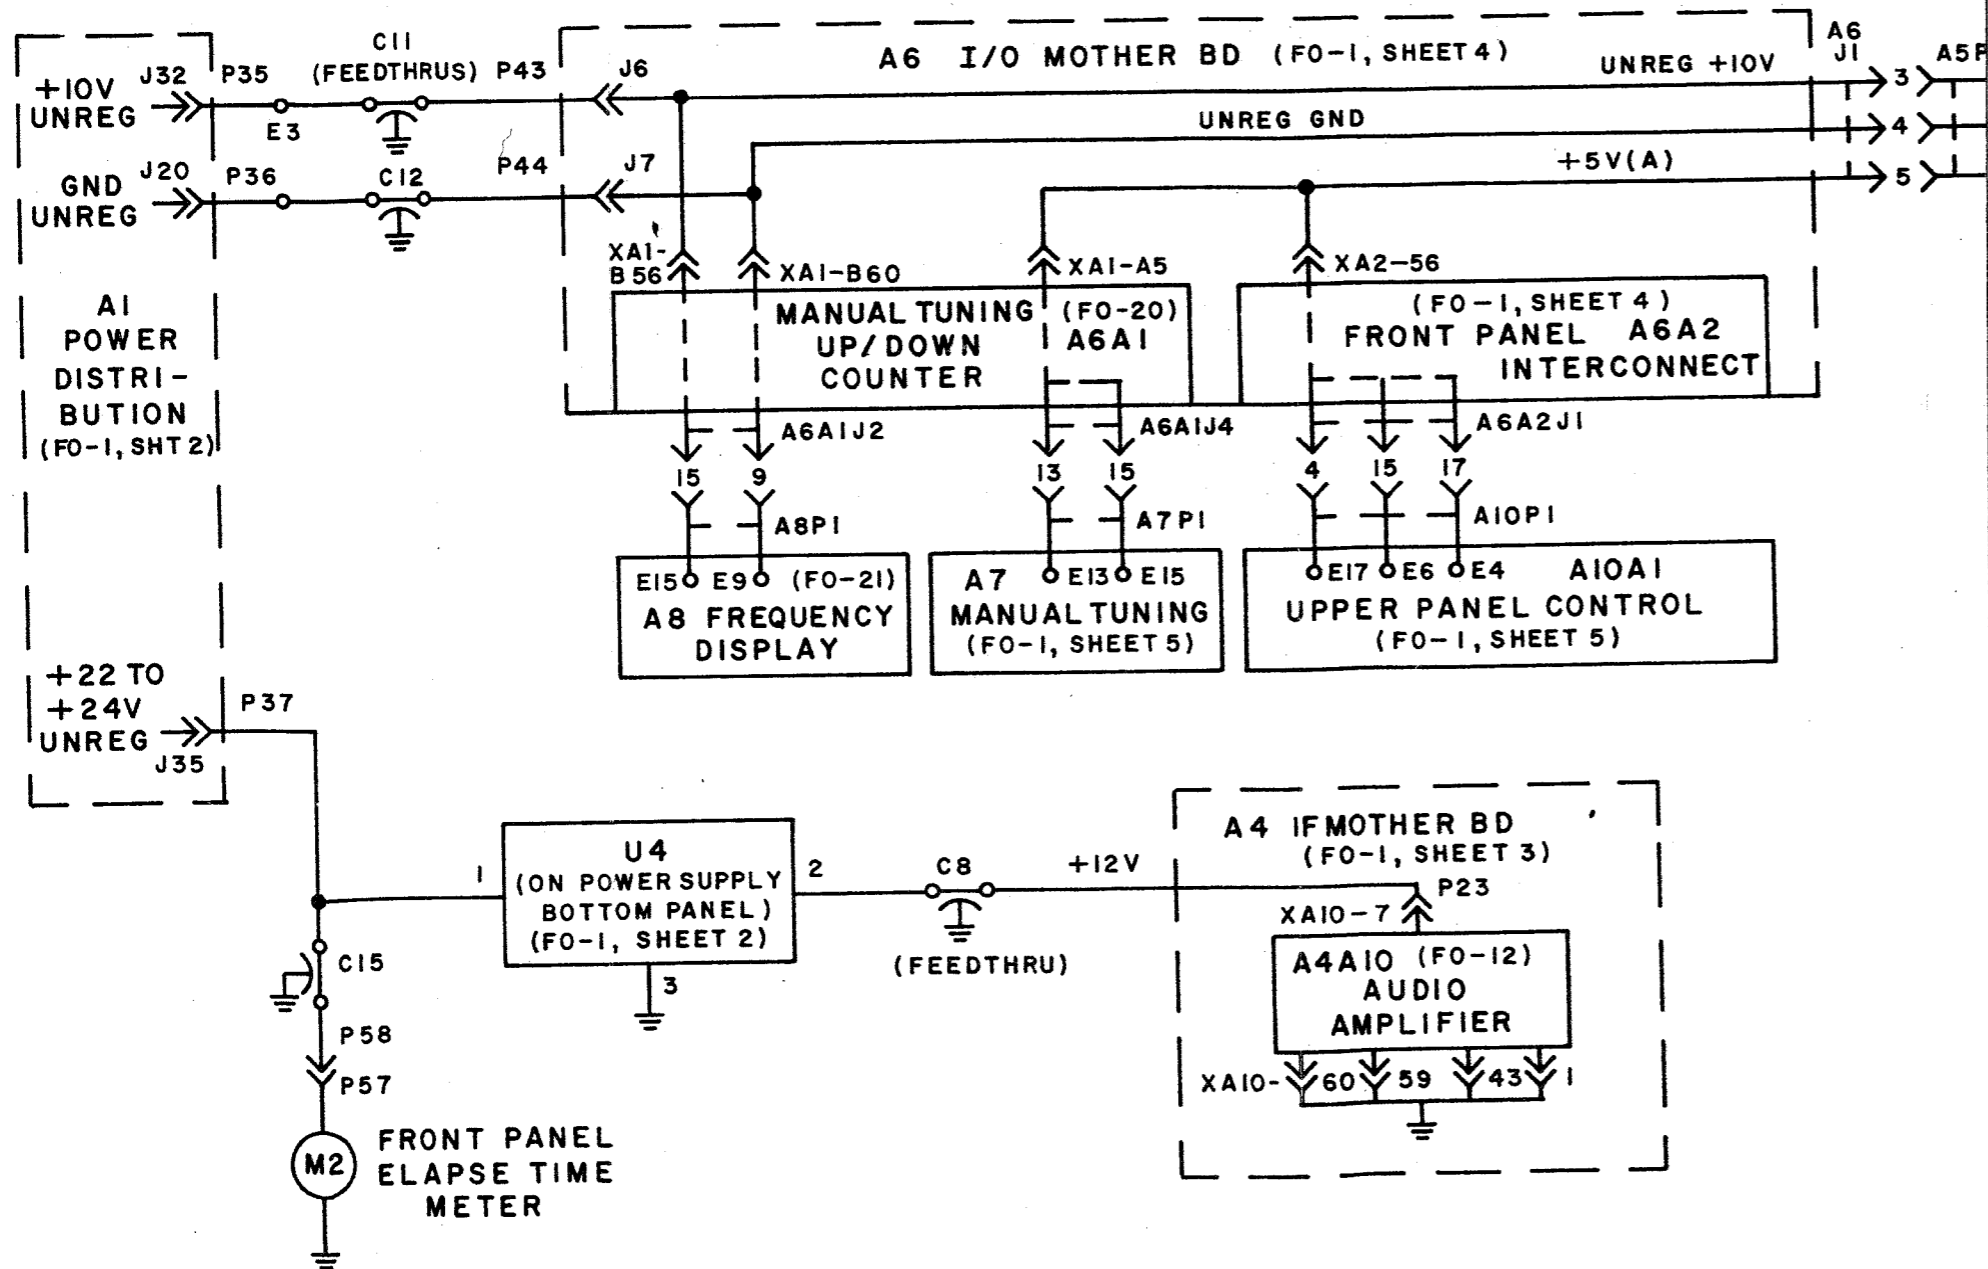 A6 I/O MOTHER BD (FO-1, SHEET 4)
A6
J1
A5P
+10V
UNREG
J32
P35
E3
C11
(FEEDTHRUS)
P43
J6
UNREG +10V
3
UNREG GND
4
+5V(A)
5
GND
UNREG
J20
P36
C12
P44
J7
XA1-
B56
XA1-B60
XA1-A5
XA2-56
A1
POWER
DISTRI-
BUTION
(FO-1, SHT 2)
MANUAL TUNING (FO-20)
UP/DOWN A6A1
COUNTER
(FO-1, SHEET 4)
FRONT PANEL A6A2
INTERCONNECT
A6A1J2
A6A1J4
A6A2J1
15 9 13 15 4 15 17
A8P1
A7P1
A10P1
E15 E9 (FO-21)
A8 FREQUENCY
DISPLAY
A7 E13 E15
MANUAL TUNING
(FO-1, SHEET 5)
E17 E6 E4 A10A1
UPPER PANEL CONTROL
(FO-1, SHEET 5)
+22 TO
+24V
UNREG
P37
J35
1
U4
(ON POWER SUPPLY
BOTTOM PANEL)
(FO-1, SHEET 2)
2
3
C8
(FEEDTHRU)
+12V
A4 IF MOTHER BD
(FO-1, SHEET 3)
P23
XA10-7
A4A10 (FO-12)
AUDIO
AMPLIFIER
XA10- 60 59 43 1
C15
P58
P57
M2
FRONT PANEL
ELAPSE TIME
METER